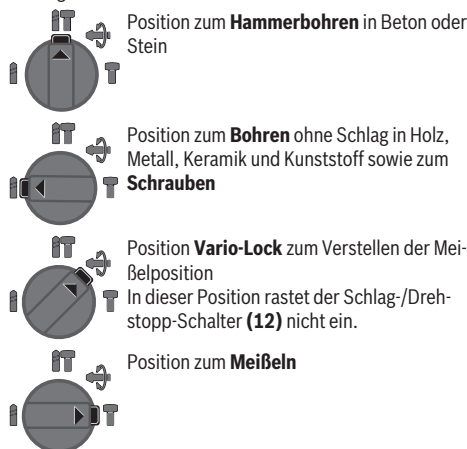 Position zum Hammerbohren in Beton oder
Stein
Position zum Bohren ohne Schlag in Holz,
Metall, Keramik und Kunststoff sowie zum
Schrauben
Position Vario-Lock zum Verstellen der Mei-
ßelposition
In dieser Position rastet der Schlag-/Dreh-
stopp-Schalter (12) nicht ein.
Position zum Meißeln